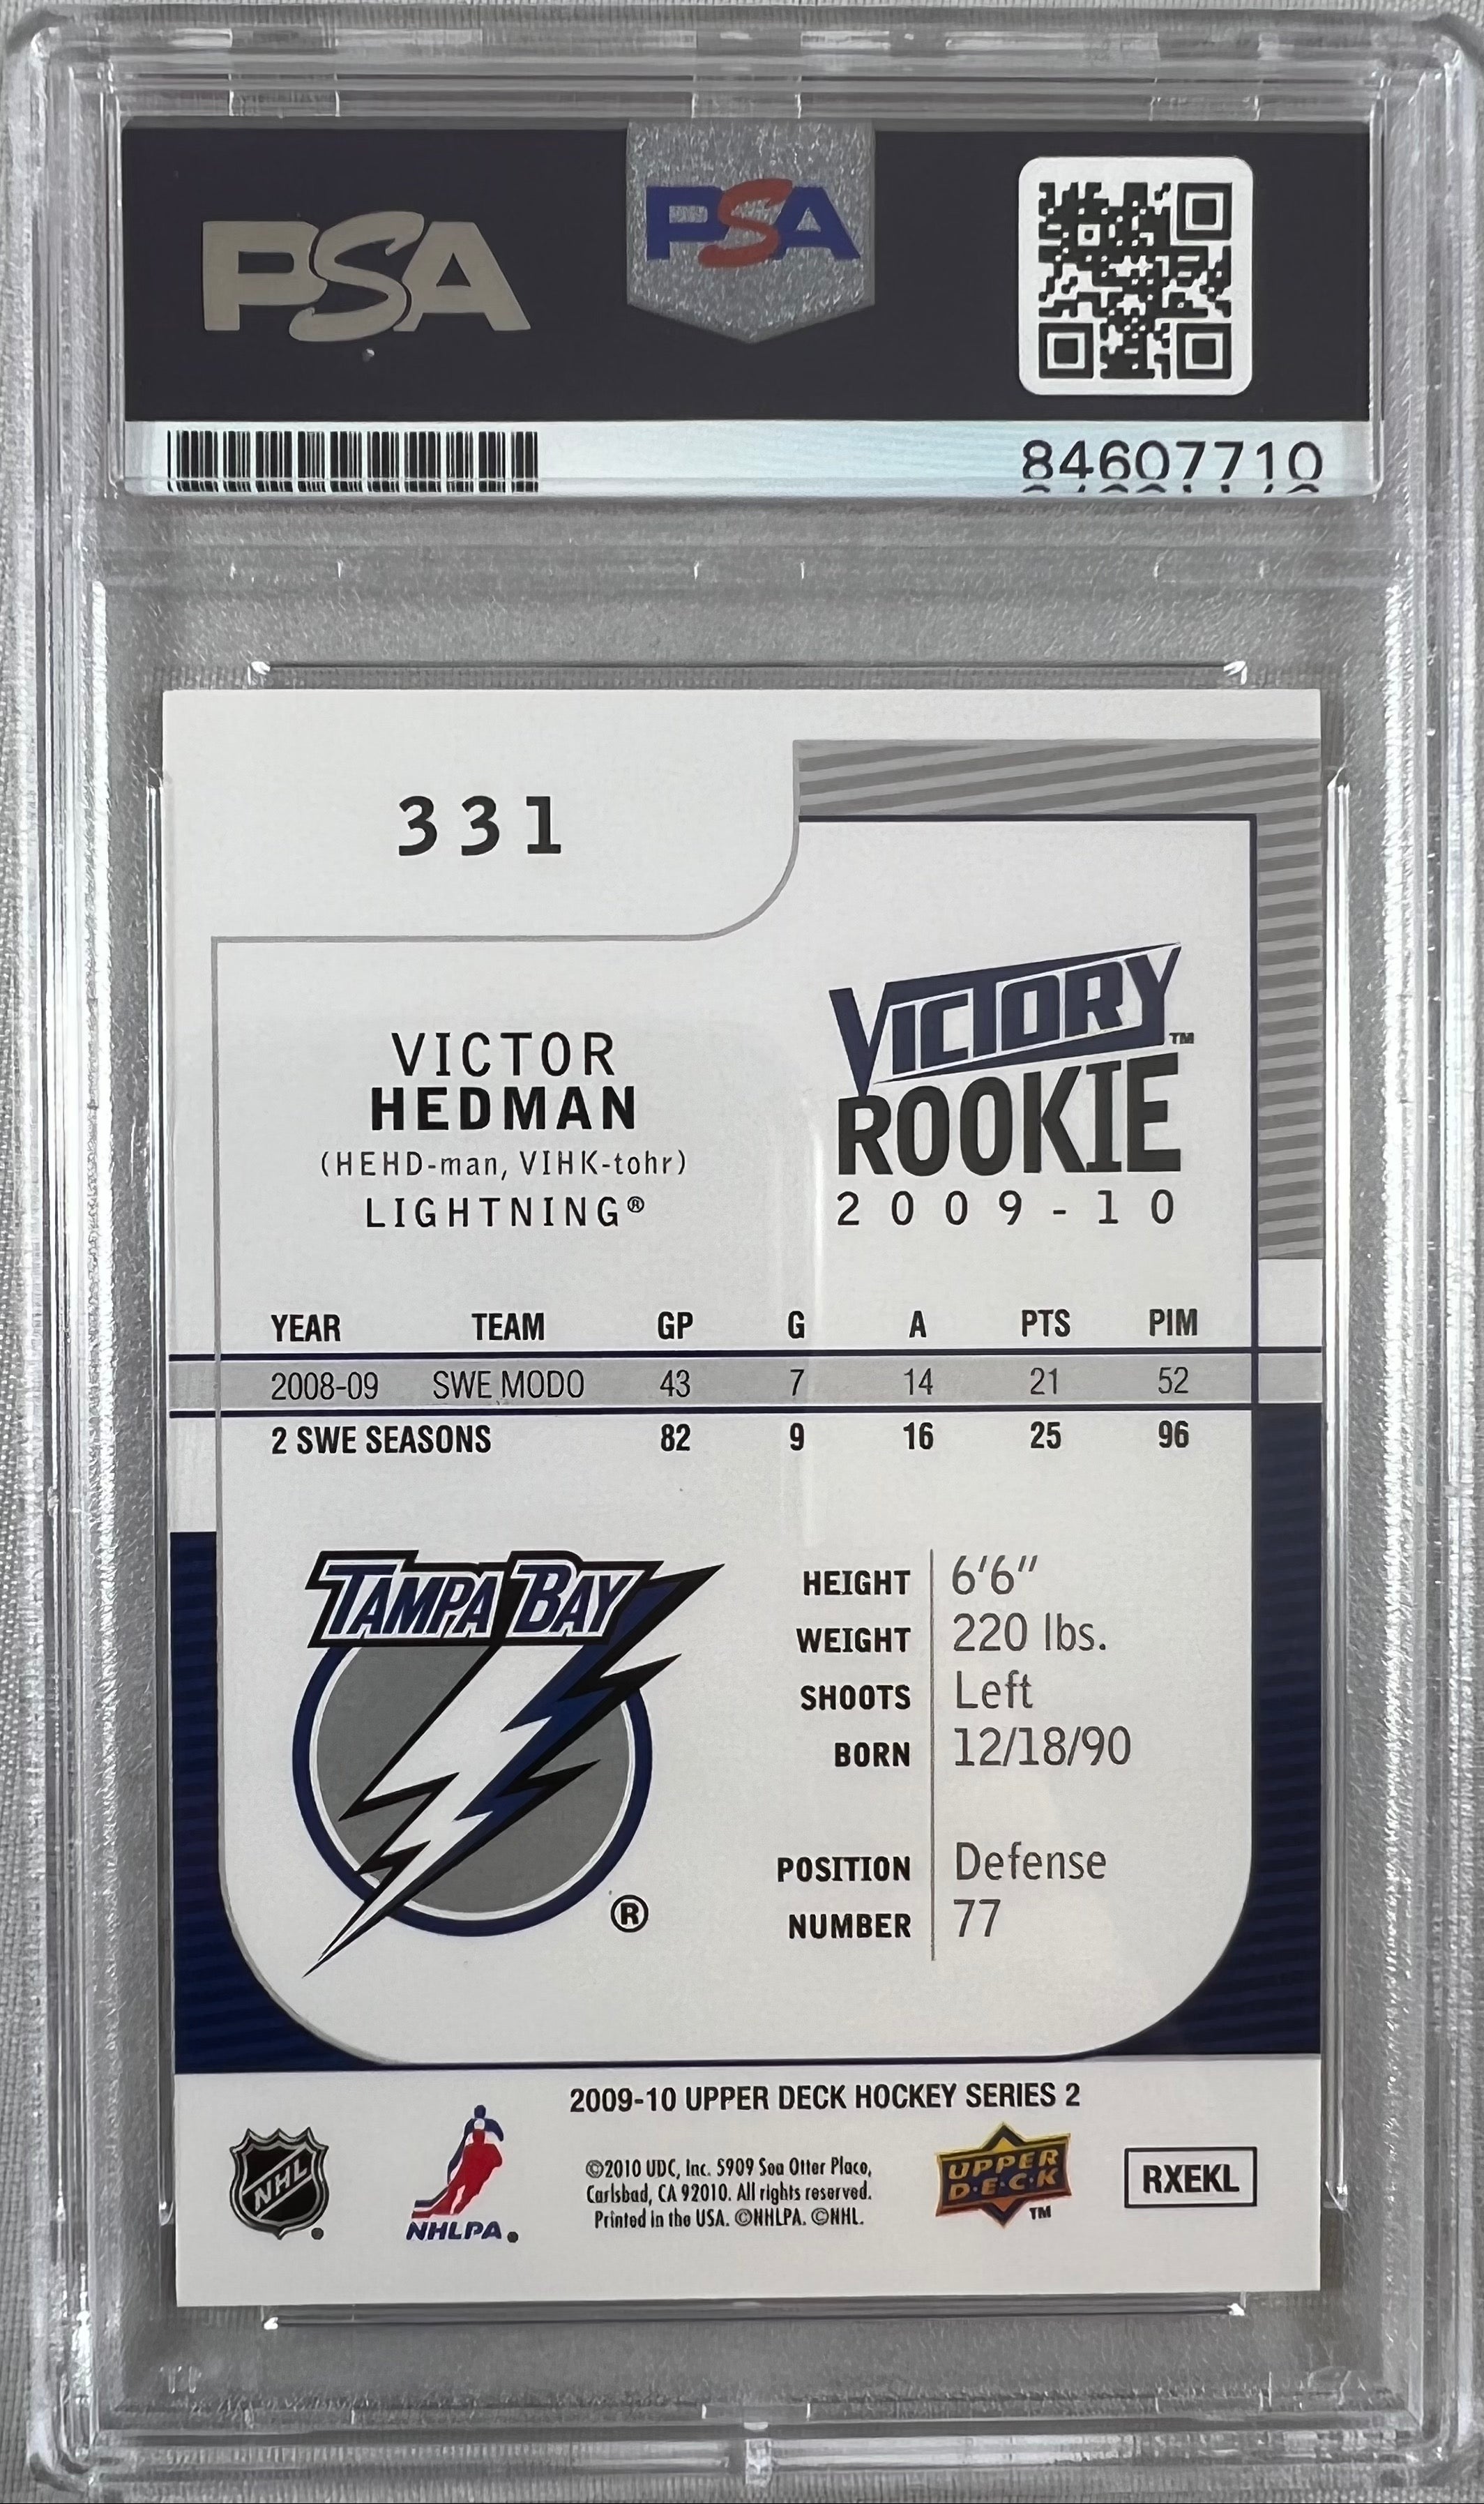 PSA
PSA
84607710
331
VICTOR
HEDMAN
(HEHD-man, VIHK-tohr)
LIGHTNING®
VICTORY™
ROOKIE
2009-10
YEAR TEAM GP G A PTS PIM
2008-09 SWE MODO 43 7 14 21 52
2 SWE SEASONS 82 9 16 25 96
TAMPA BAY
®
HEIGHT 6'6"
WEIGHT 220 lbs.
SHOOTS Left
BORN 12/18/90
POSITION Defense
NUMBER 77
2009-10 UPPER DECK HOCKEY SERIES 2
NHL
NHLPA
©2010 UDC, Inc. 5909 Sea Otter Place,
Carlsbad, CA 92010. All rights reserved.
Printed in the USA. ©NHLPA. ©NHL.
UPPER
D·E·C·K
™
RXEKL